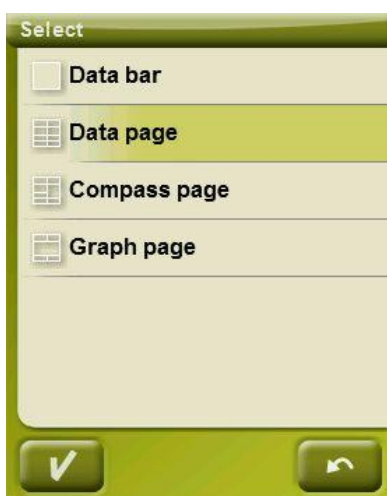 Select
Data bar
Data page
Compass page
Graph page